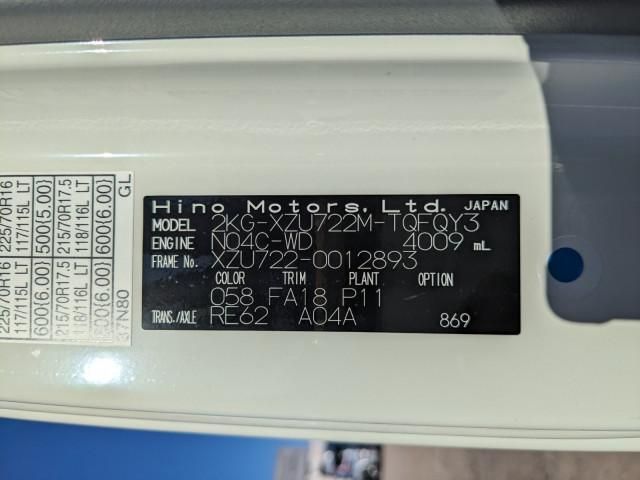 Hino Motors, Ltd. JAPAN
MODEL 2KG-XZU722M-TQFQY3
ENGINE N04C-WD 4009 mL
FRAME No. XZU722-0012893
COLOR TRIM PLANT OPTION
058 FA18 P11
TRANS./AXLE RE62 A04A 869
225/70R16 117/115L LT 500(5.00) 215/70R17.5 118/116L LT 600(6.00) GL
225/70R16 117/115L LT 600(6.00) 215/70R17.5 118/116L LT 600(6.00) 37N80